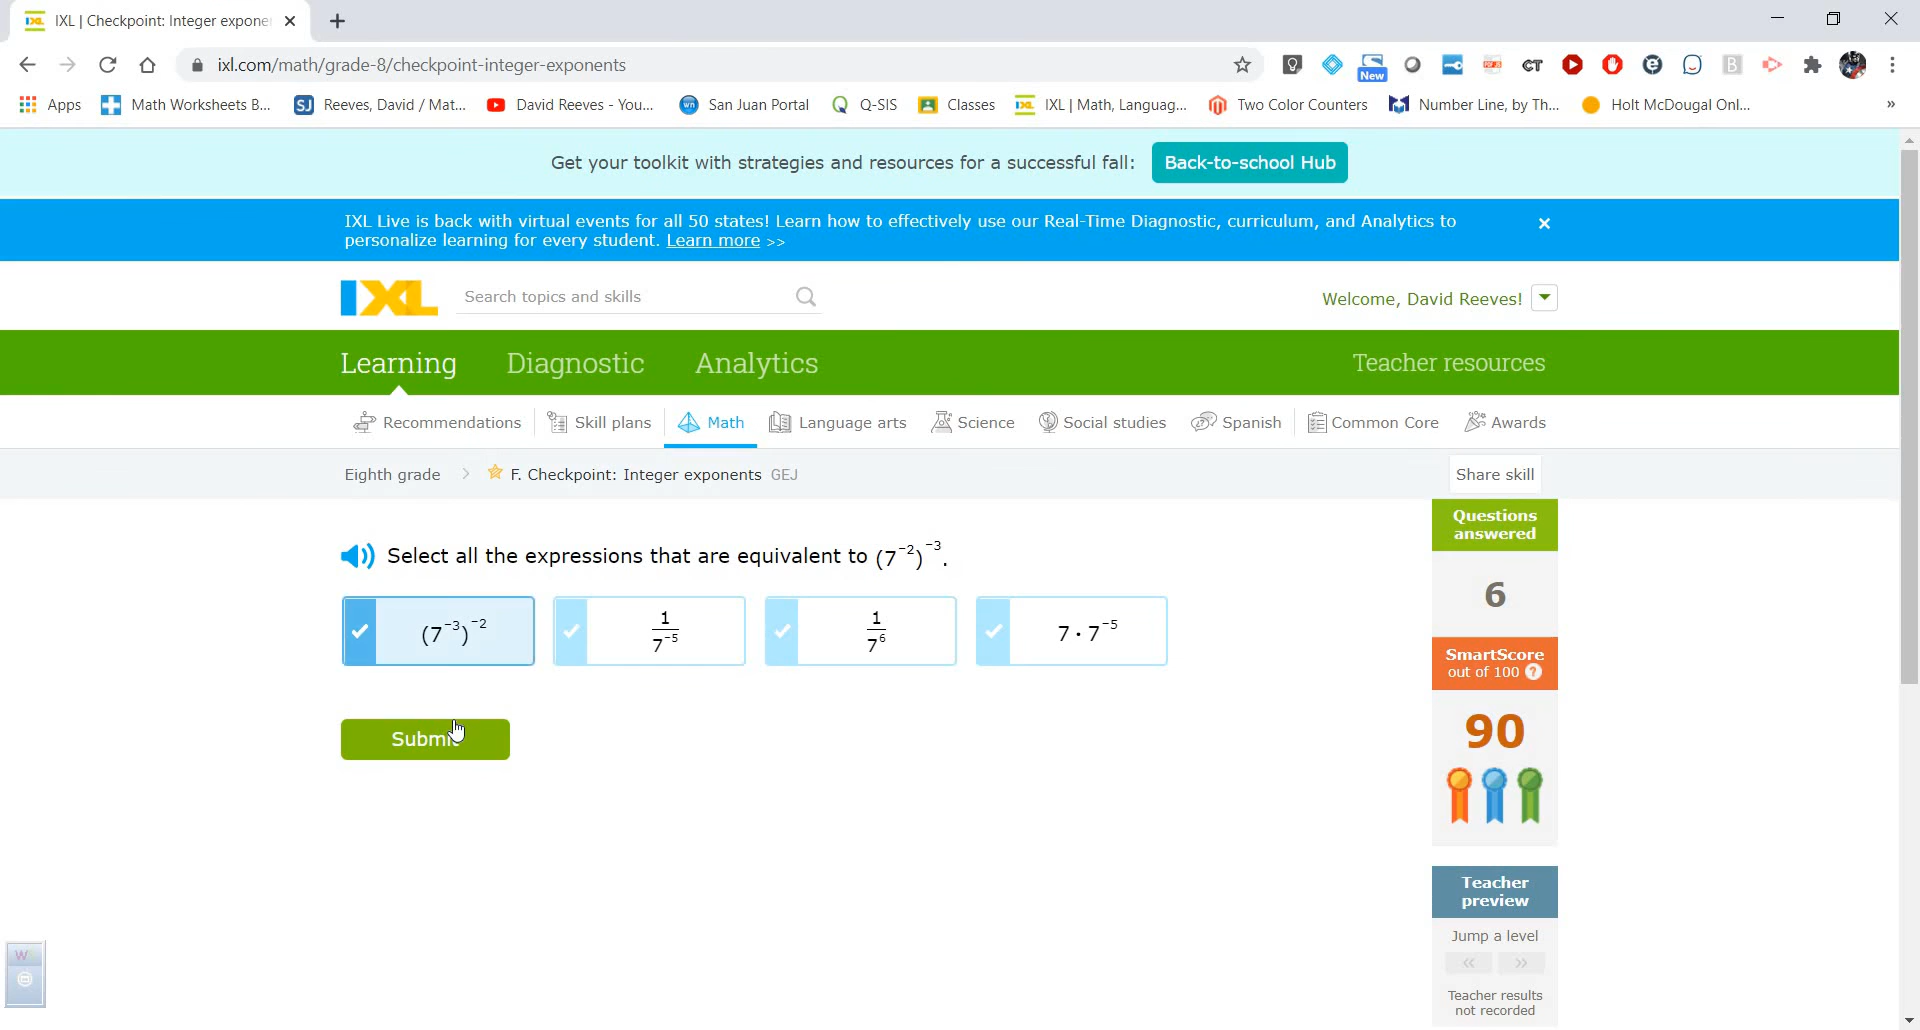 IXL | Checkpoint: Integer expone
ixl.com/math/grade-8/checkpoint-integer-exponents
New
CT
B
Apps
Math Worksheets B...
SJ Reeves, David / Mat...
David Reeves - You...
wn San Juan Portal
Q-SIS
Classes
IXL | Math, Languag...
Two Color Counters
Number Line, by Th...
Holt McDougal Onl...
»
Get your toolkit with strategies and resources for a successful fall: Back-to-school Hub
IXL Live is back with virtual events for all 50 states! Learn how to effectively use our Real-Time Diagnostic, curriculum, and Analytics to
personalize learning for every student. Learn more >>
IXL
Search topics and skills
Welcome, David Reeves!
Learning Diagnostic Analytics Teacher resources
Recommendations Skill plans Math Language arts Science Social studies Spanish Common Core Awards
Eighth grade > F. Checkpoint: Integer exponents GEJ
Share skill
Select all the expressions that are equivalent to (7⁻²)⁻³.
(7⁻³)⁻²
1/7⁻⁵
1/7⁶
7 · 7⁻⁵
Submit
Questions
answered
6
SmartScore
out of 100 ?
90
Teacher
preview
Jump a level
« »
Teacher results
not recorded
W